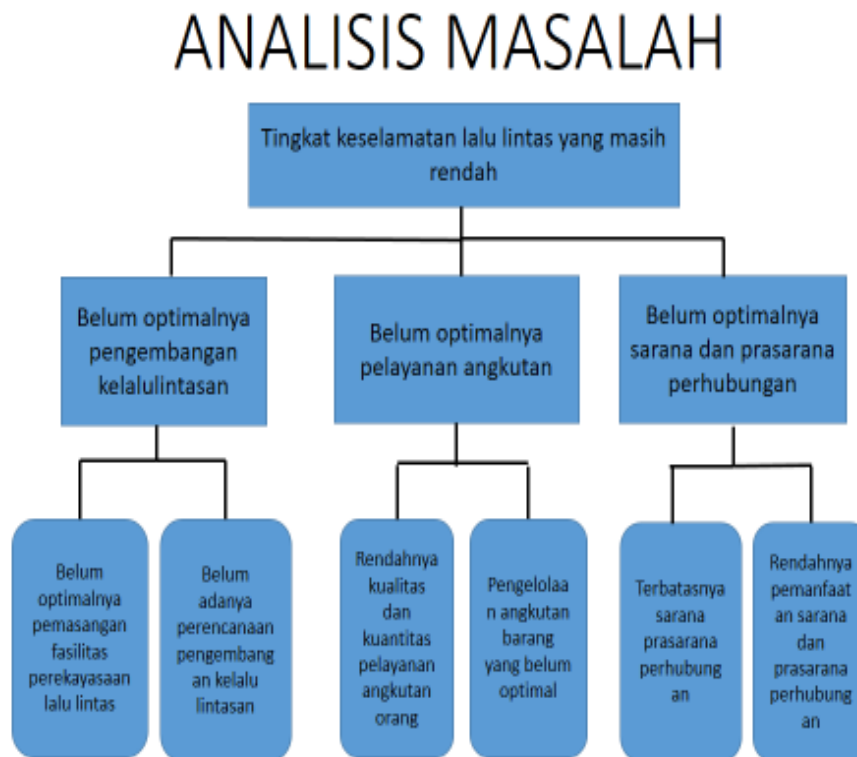 ANALISIS MASALAH
Tingkat keselamatan lalu lintas yang masih
rendah
Belum optimalnya
pengembangan
kelalulintasan
Belum optimalnya
pelayanan angkutan
Belum optimalnya
sarana dan prasarana
perhubungan
Belum
optimalnya
pemasangan
fasilitas
perekayasaan
lalu lintas
Belum
adanya
perencanaan
pengembang
an kelalu
lintasan
Rendahnya
kualitas
dan
kuantitas
pelayanan
angkutan
orang
Pengelolaa
n angkutan
barang
yang belum
optimal
Terbatasnya
sarana
prasarana
perhubung
an
Rendahnya
pemanfaat
an sarana
dan
prasarana
perhubung
an